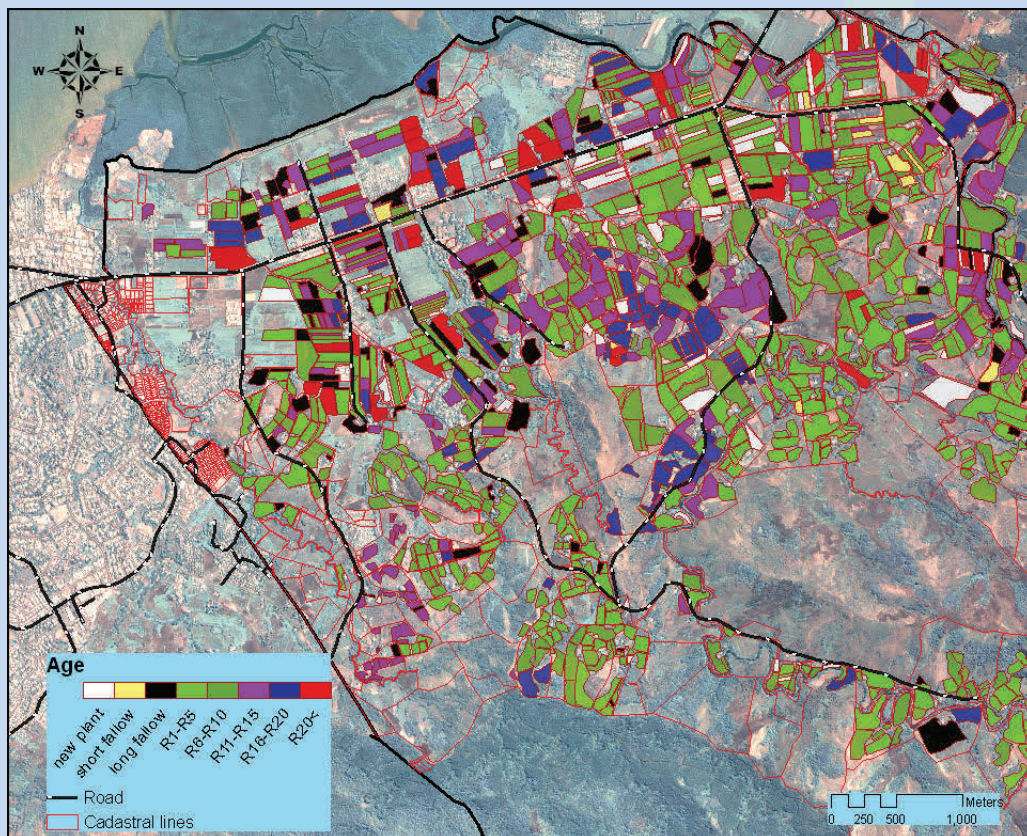 N
W E
S
Age
new plant
short fallow
long fallow
R1-R5
R6-R10
R11-R15
R16-R20
R20<
Road
Cadastral lines
Meters
0 250 500 1,000